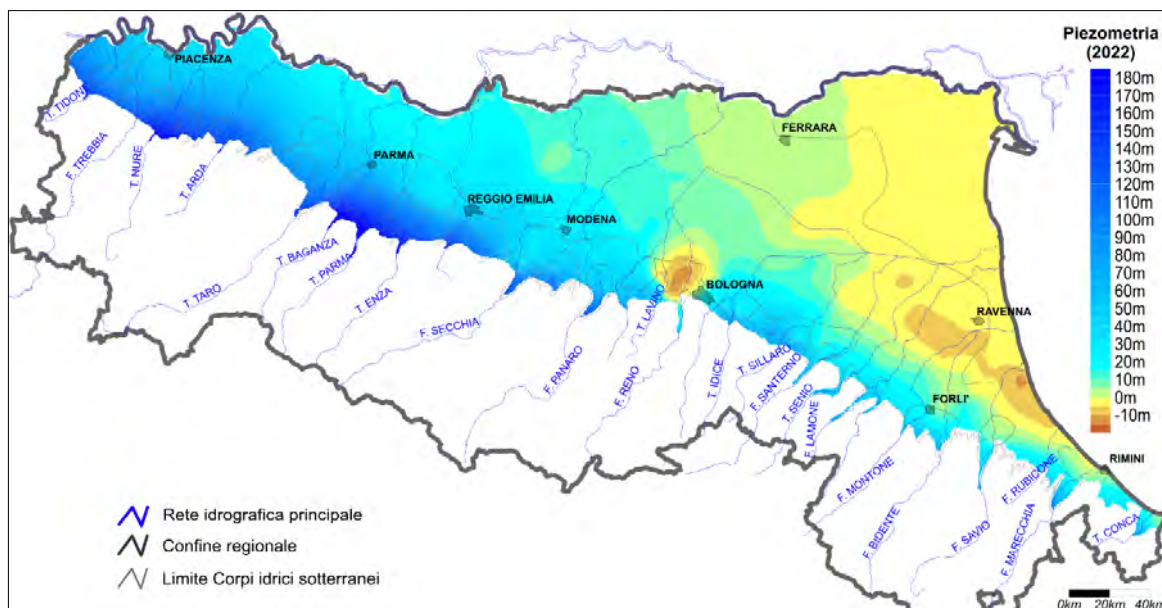 Piezometria
(2022)
180m
170m
160m
150m
140m
130m
120m
110m
100m
90m
80m
70m
60m
50m
40m
30m
20m
10m
0m
-10m
PIACENZA
PARMA
REGGIO EMILIA
MODENA
BOLOGNA
FERRARA
RAVENNA
FORLI'
RIMINI
T. TIDONE
F. TREBBIA
T. NURE
T. ARDA
T. TARO
T. BAGANZA
T. PARMA
T. ENZA
F. SECCHIA
F. PANARO
T. LAVINO
F. RENO
T. IDICE
T. SILLARO
F. SANTERNO
T. SENIO
F. LAMONE
F. MONTONE
F. BIDENTE
F. SAVIO
F. RUBICONE
F. MARECCHIA
T. CONCA
Rete idrografica principale
Confine regionale
Limite Corpi idrici sotterranei
0km 20km 40km